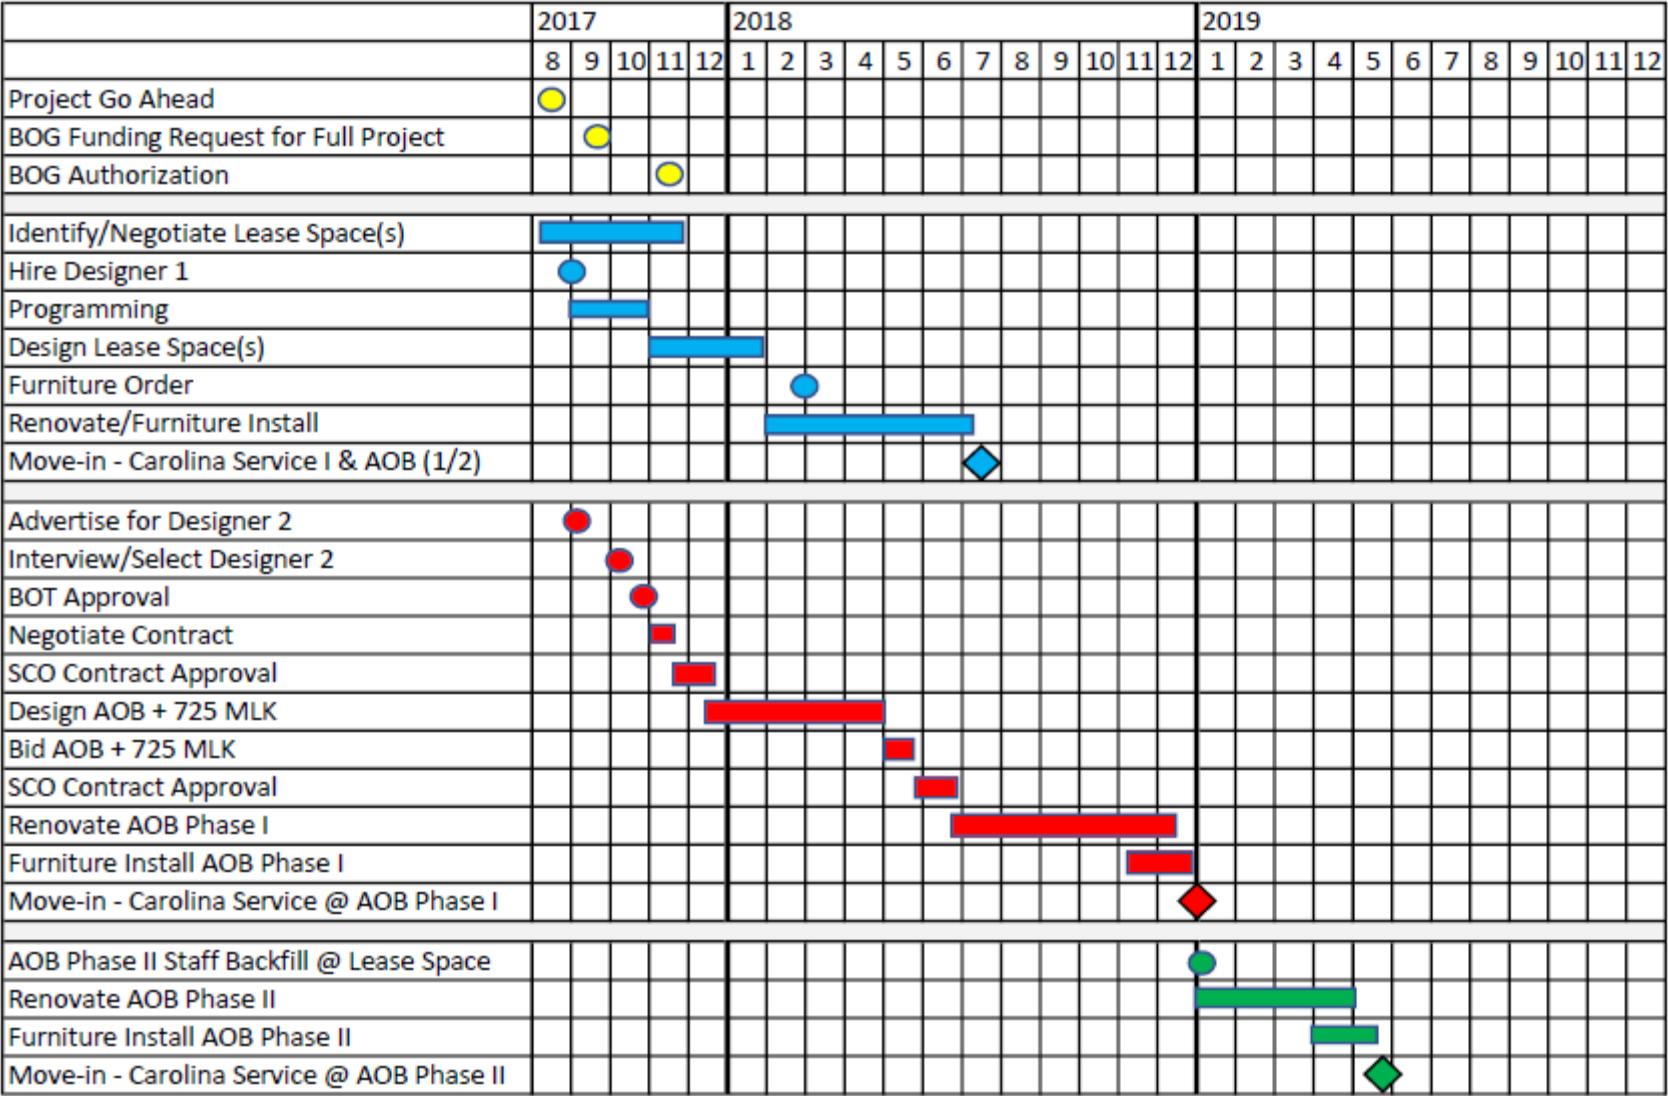 2017 2018 2019
8 9 10 11 12 1 2 3 4 5 6 7 8 9 10 11 12 1 2 3 4 5 6 7 8 9 10 11 12
Project Go Ahead
BOG Funding Request for Full Project
BOG Authorization
Identify/Negotiate Lease Space(s)
Hire Designer 1
Programming
Design Lease Space(s)
Furniture Order
Renovate/Furniture Install
Move-in - Carolina Service I & AOB (1/2)
Advertise for Designer 2
Interview/Select Designer 2
BOT Approval
Negotiate Contract
SCO Contract Approval
Design AOB + 725 MLK
Bid AOB + 725 MLK
SCO Contract Approval
Renovate AOB Phase I
Furniture Install AOB Phase I
Move-in - Carolina Service @ AOB Phase I
AOB Phase II Staff Backfill @ Lease Space
Renovate AOB Phase II
Furniture Install AOB Phase II
Move-in - Carolina Service @ AOB Phase II